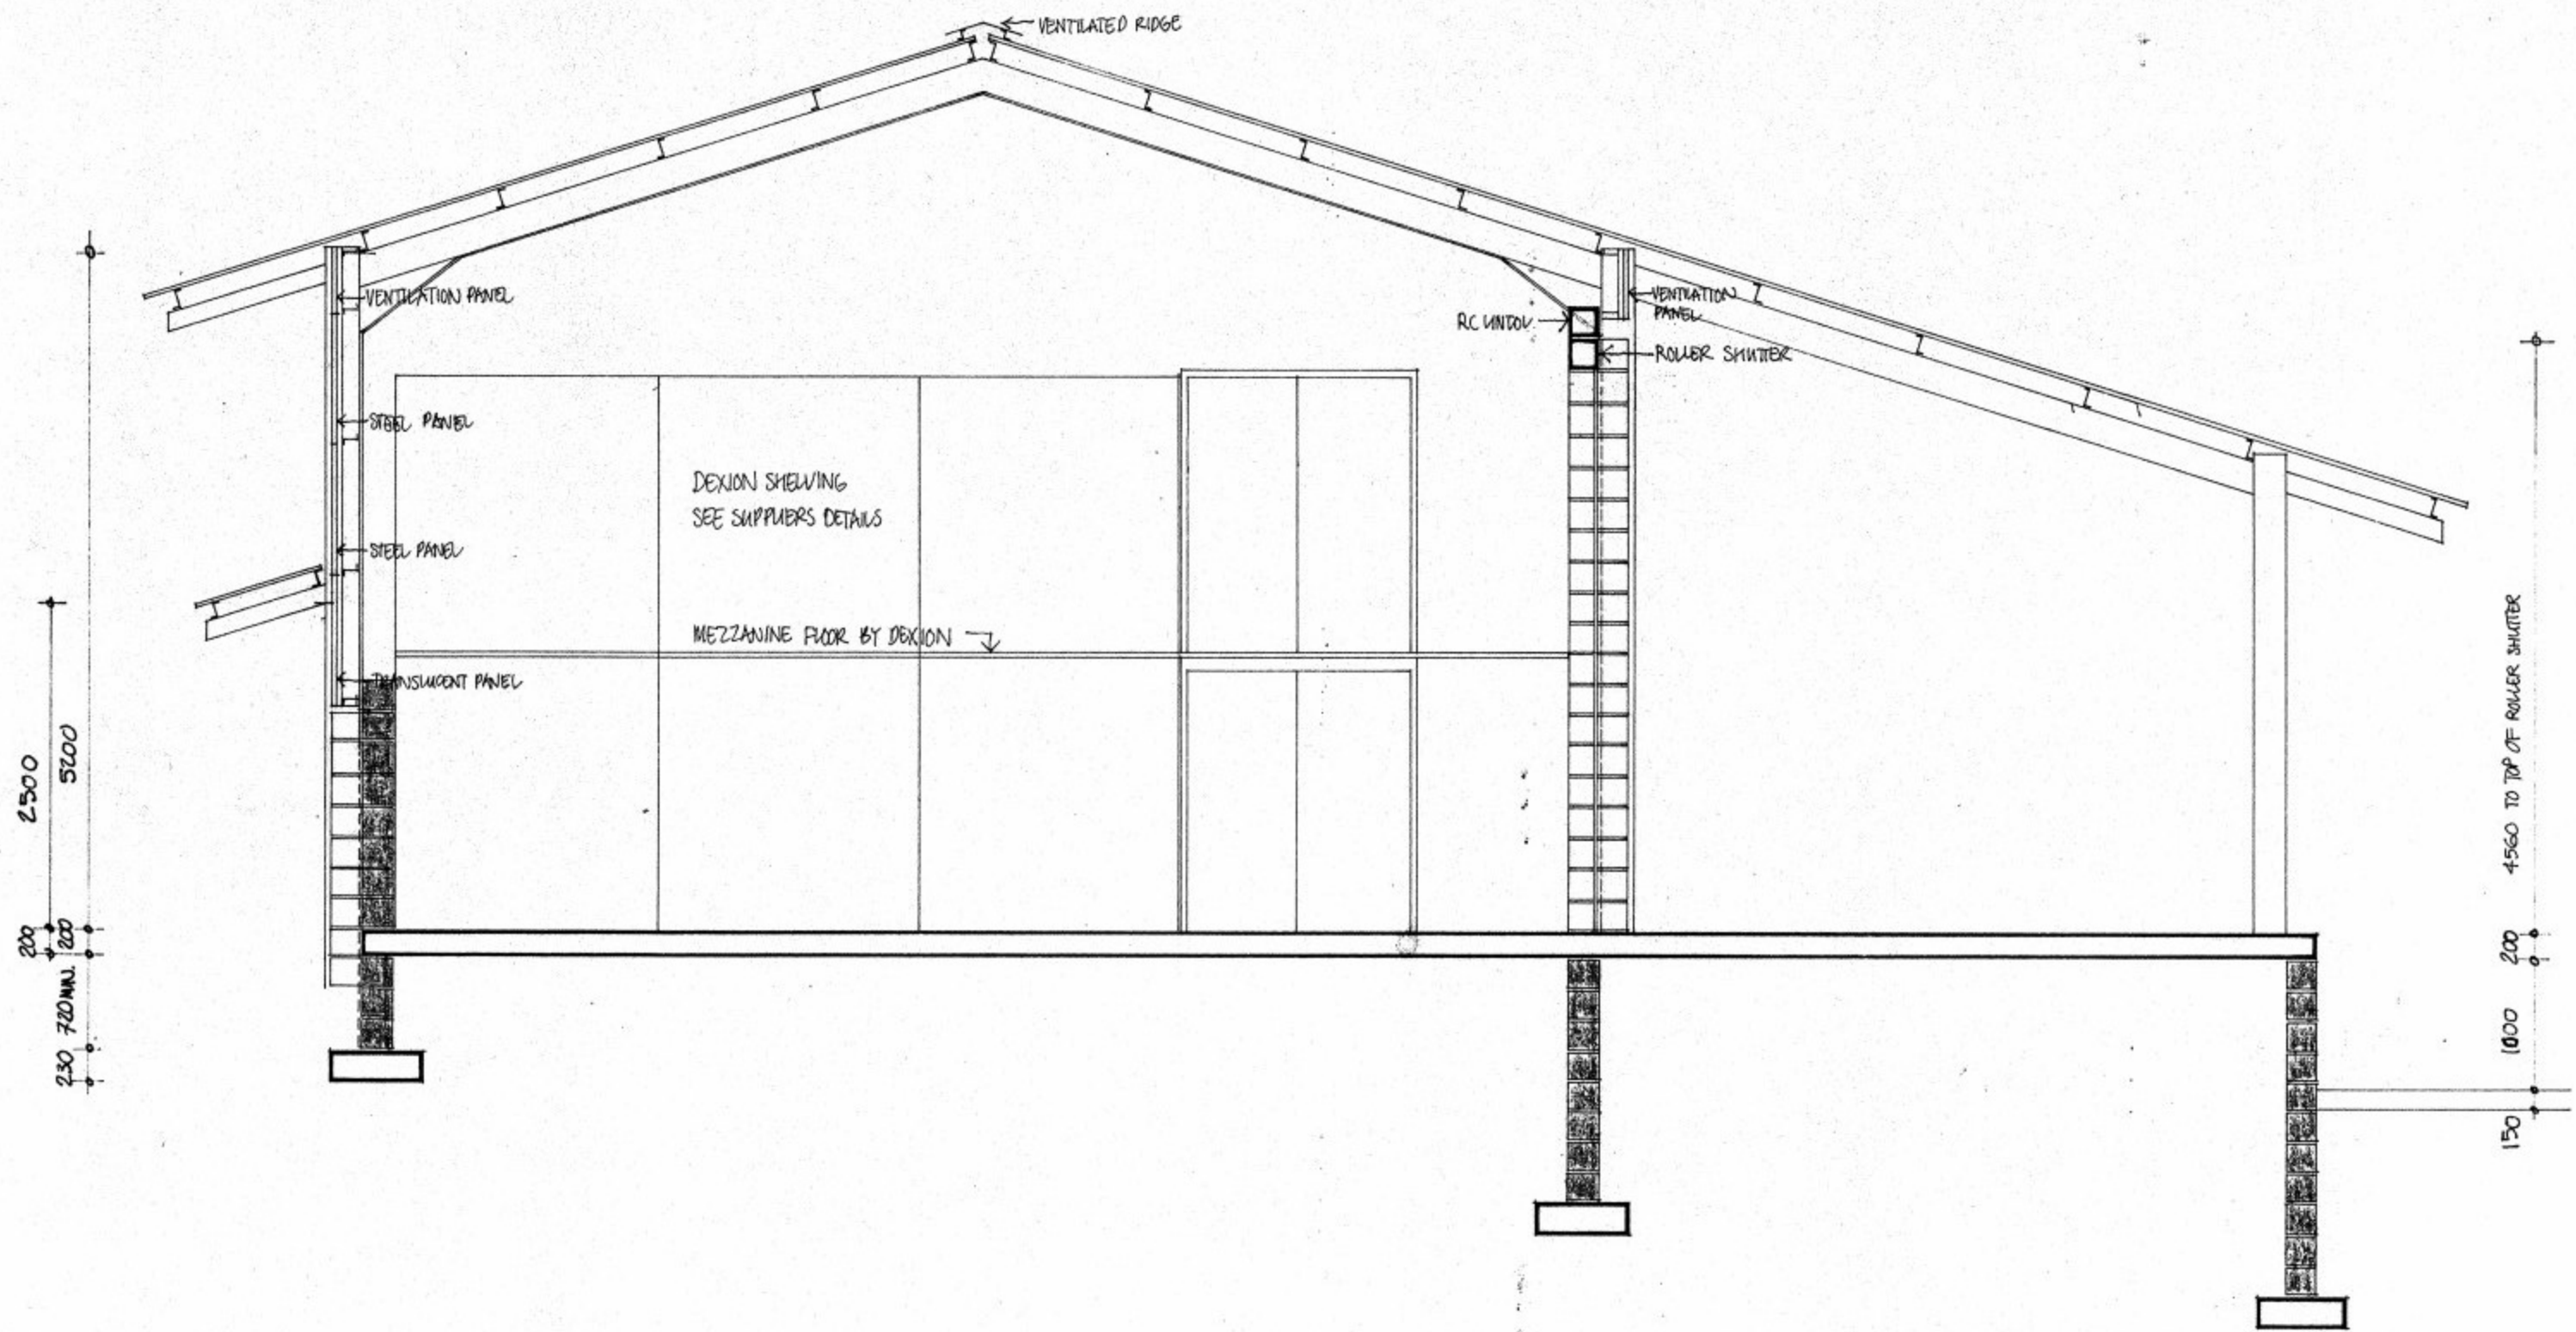 VENTILATED RIDGE
VENTILATION PANEL
VENTILATION
PANEL
RC LINTOL
ROLLER SHUTTER
STEEL PANEL
DEXION SHELVING
SEE SUPPLIERS DETAILS
STEEL PANEL
MEZZANINE FLOOR BY DEXION
TRANSLUCENT PANEL
2500
5200
200
200
720MM.
230
4560 TO TOP OF ROLLER SHUTTER
200
1000
150